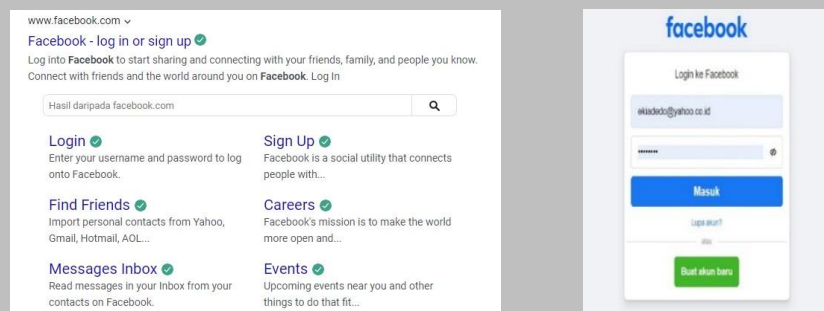 www.facebook.com
Facebook - log in or sign up
Log into Facebook to start sharing and connecting with your friends, family, and people you know.
Connect with friends and the world around you on Facebook. Log In
Hasil daripada facebook.com
Login
Enter your username and password to log
onto Facebook.
Sign Up
Facebook is a social utility that connects
people with...
Find Friends
Import personal contacts from Yahoo,
Gmail, Hotmail, AOL...
Careers
Facebook's mission is to make the world
more open and...
Messages Inbox
Read messages in your Inbox from your
contacts on Facebook.
Events
Upcoming events near you and other
things to do that fit...
facebook
Login ke Facebook
ekiadedo@yahoo.co.id
Masuk
Lupa akun?
atau
Buat akun baru